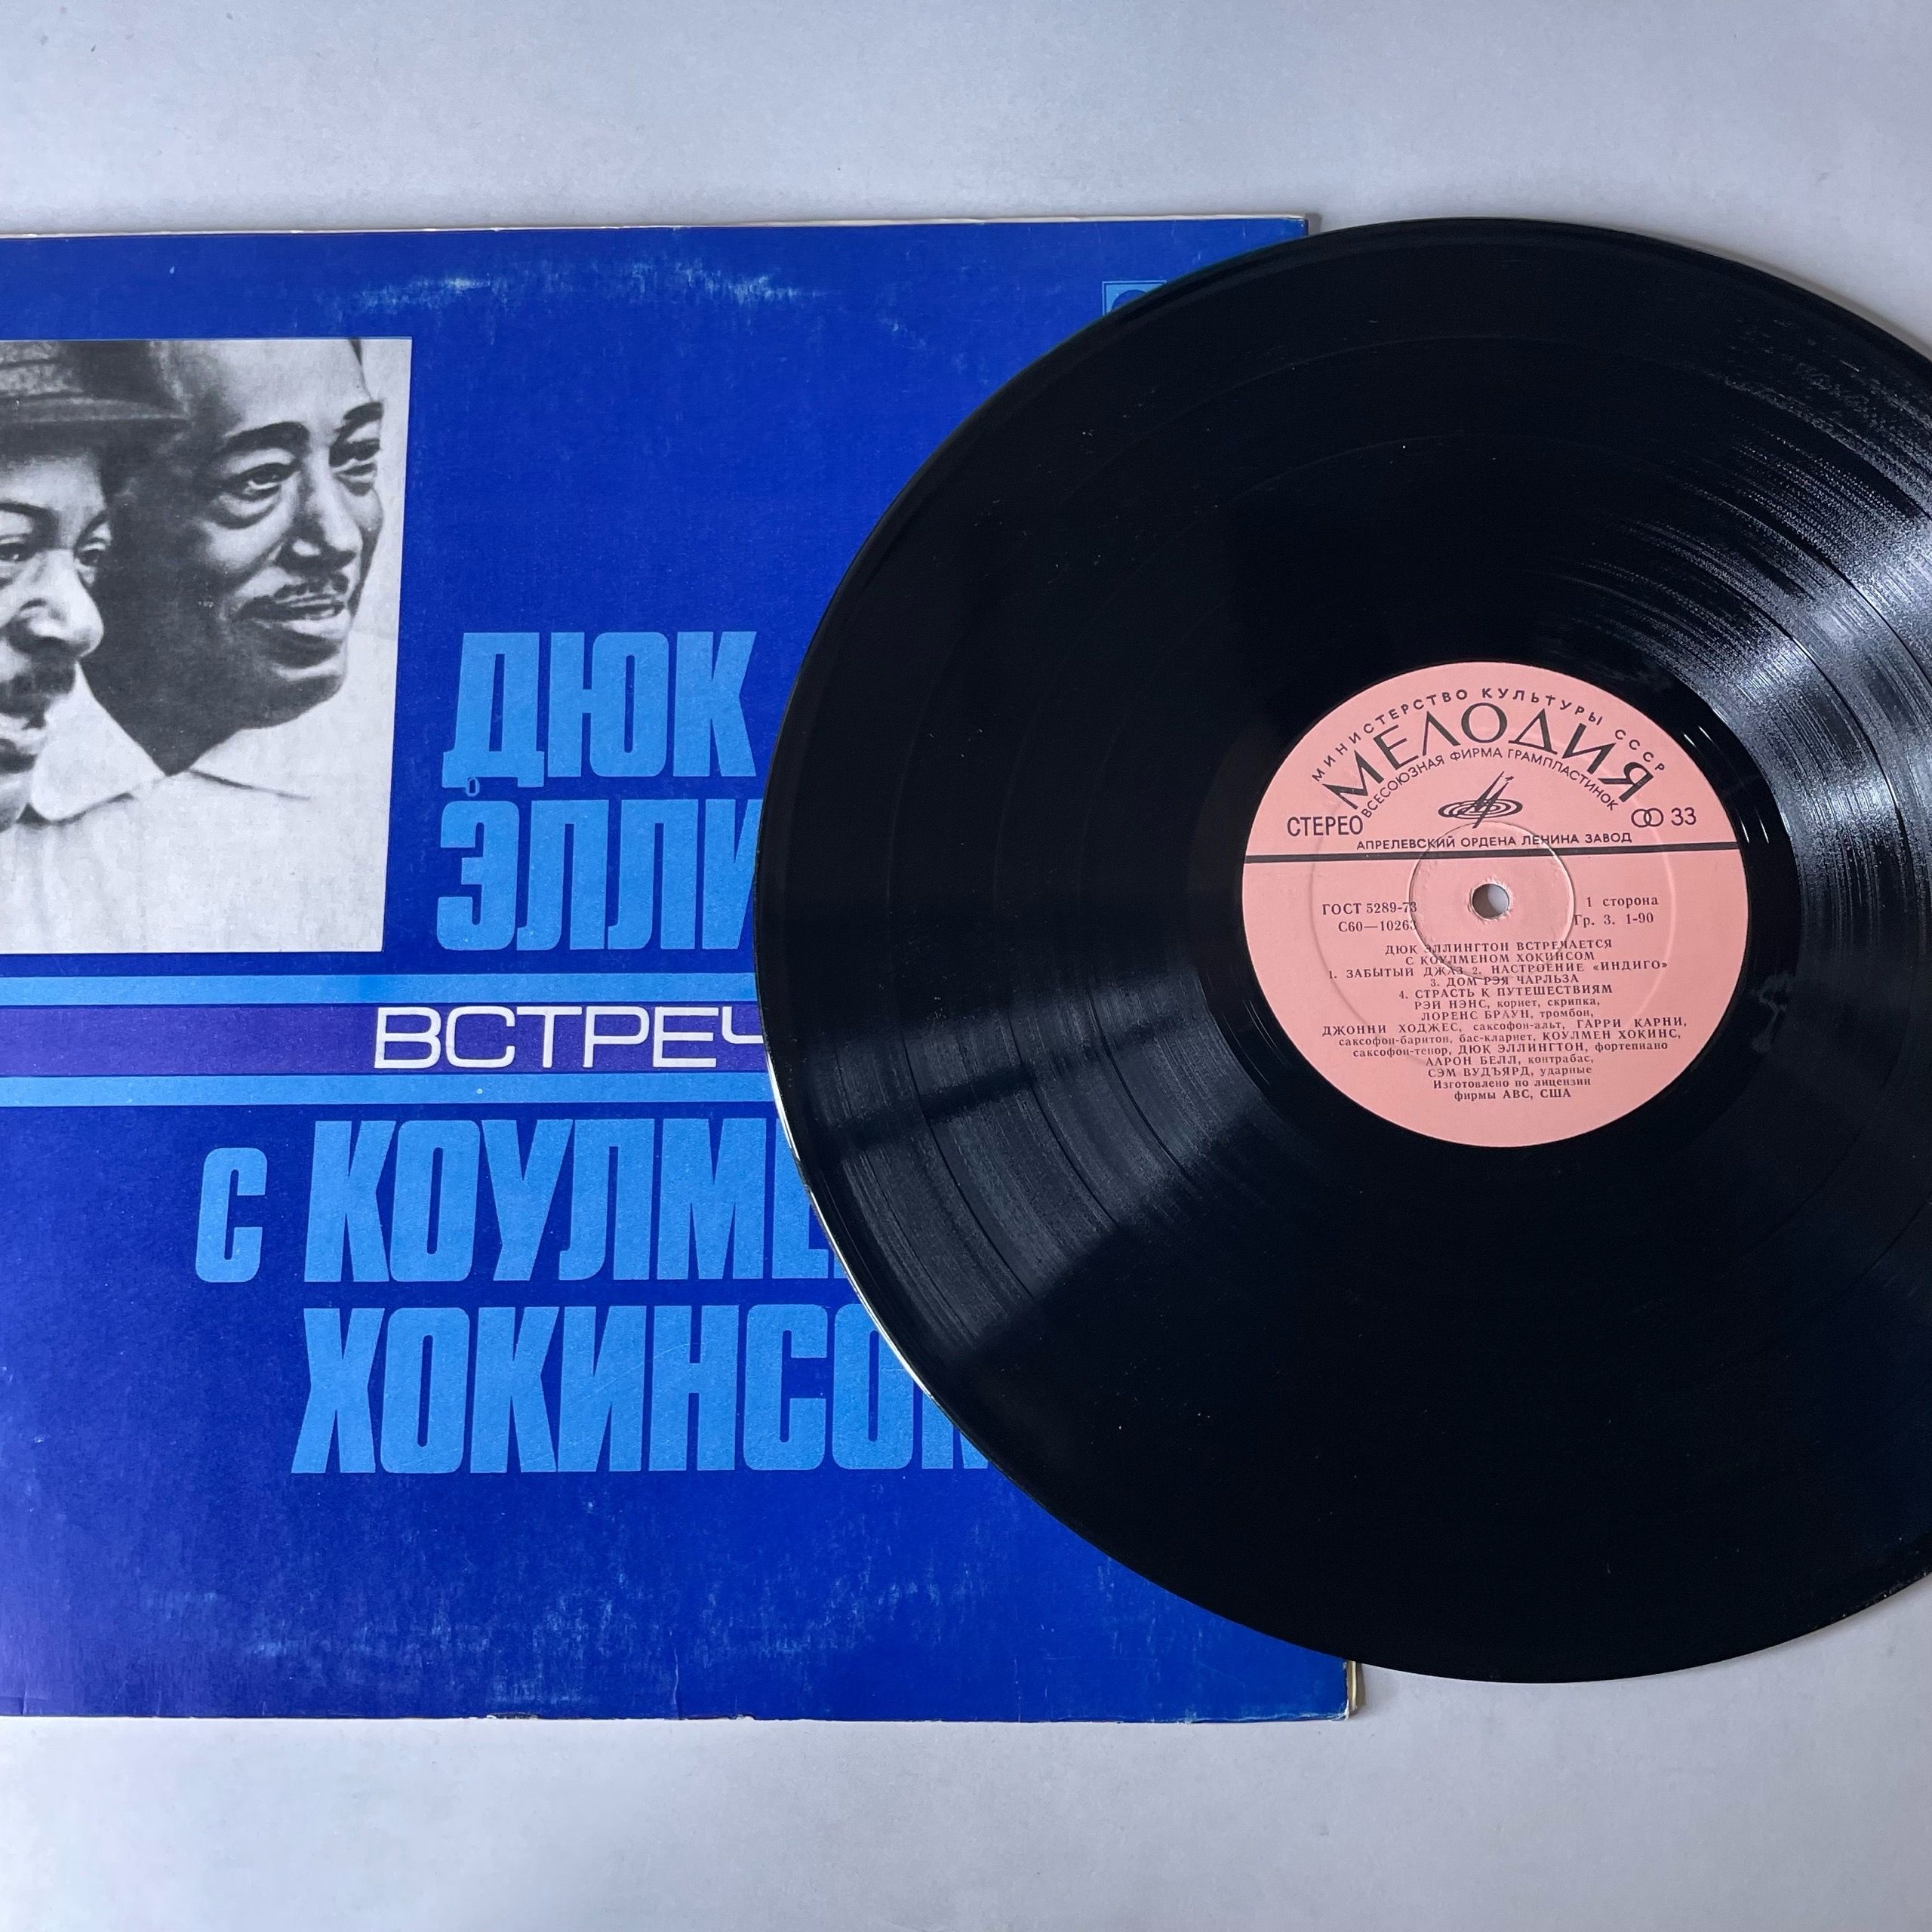 ДЮК
ЭЛЛИ
ВСТРЕЧ
С КОУЛМЕ
ХОКИНСОМ
МИНИСТЕРСТВО КУЛЬТУРЫ СССР
МЕЛОДИЯ
ВСЕСОЮЗНАЯ ФИРМА ГРАМПЛАСТИНОК
СТЕРЕО
33
АПРЕЛЕВСКИЙ ОРДЕНА ЛЕНИНА ЗАВОД
ГОСТ 5289-73
1 сторона
С60—10263
Гр. 3. 1-90
ДЮК ЭЛЛИНГТОН ВСТРЕЧАЕТСЯ
С КОУЛМЕНОМ ХОКИНСОМ
1. ЗАБЫТЫЙ ДЖАЗ 2. НАСТРОЕНИЕ «ИНДИГО»
3. ДОМ РЭЯ ЧАРЛЬЗА
4. СТРАСТЬ К ПУТЕШЕСТВИЯМ
РЭЙ НЭНС, корнет, скрипка,
ЛОРЕНС БРАУН, тромбон,
ДЖОННИ ХОДЖЕС, саксофон-альт, ГАРРИ КАРНИ,
саксофон-баритон, бас-кларнет, КОУЛМЕН ХОКИНС,
саксофон-тенор, ДЮК ЭЛЛИНГТОН, фортепиано
ААРОН БЕЛЛ, контрабас,
СЭМ ВУДЪЯРД, ударные
Изготовлено по лицензии
фирмы ABC, США